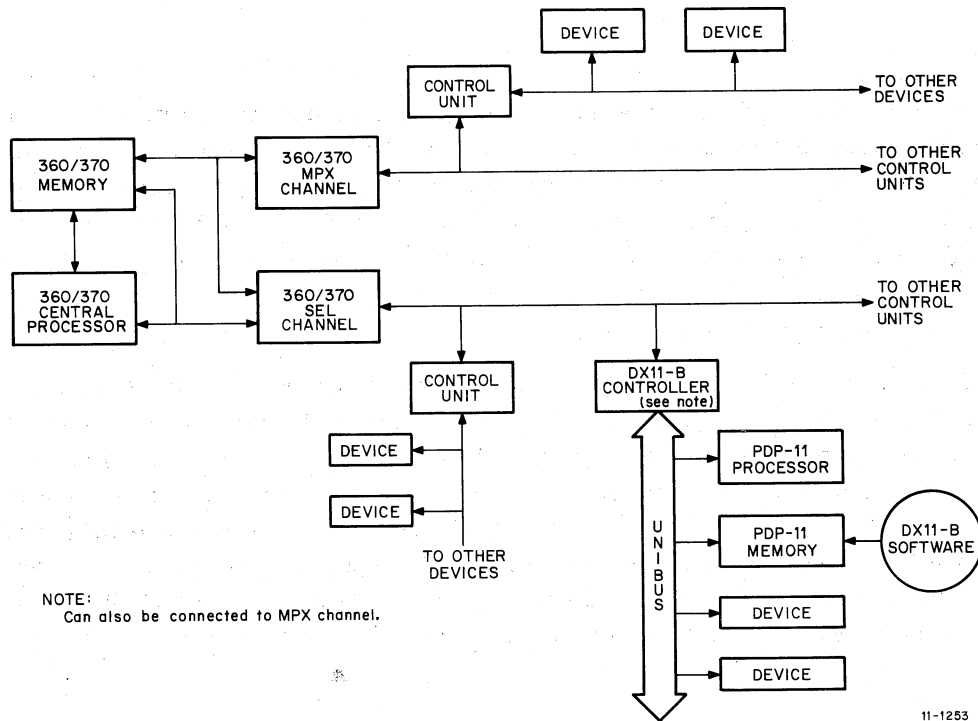 DEVICE
DEVICE
CONTROL
UNIT
TO OTHER
DEVICES
360/370
MEMORY
360/370
MPX
CHANNEL
TO OTHER
CONTROL
UNITS
360/370
CENTRAL
PROCESSOR
360/370
SEL
CHANNEL
TO OTHER
CONTROL
UNITS
CONTROL
UNIT
DX11-B
CONTROLLER
(see note)
DEVICE
DEVICE
TO OTHER
DEVICES
UNIBUS
PDP-11
PROCESSOR
PDP-11
MEMORY
DX11-B
SOFTWARE
DEVICE
DEVICE
NOTE:
Can also be connected to MPX channel.
11-1253